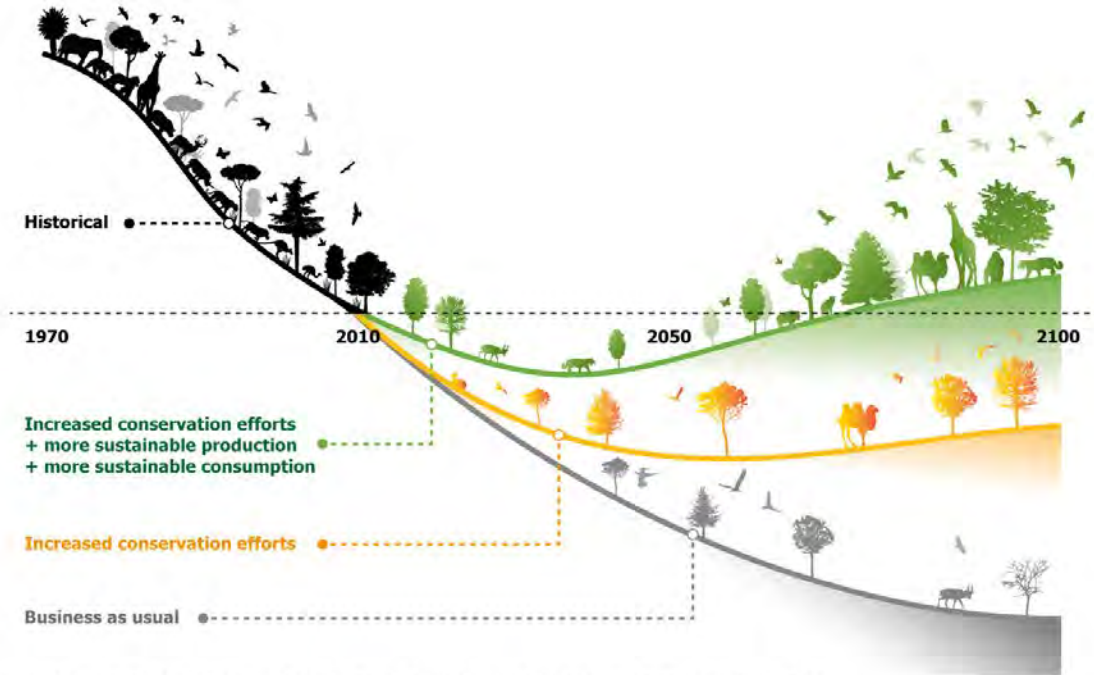 Historical
1970
2010
2050
2100
Increased conservation efforts
+ more sustainable production
+ more sustainable consumption
Increased conservation efforts
Business as usual